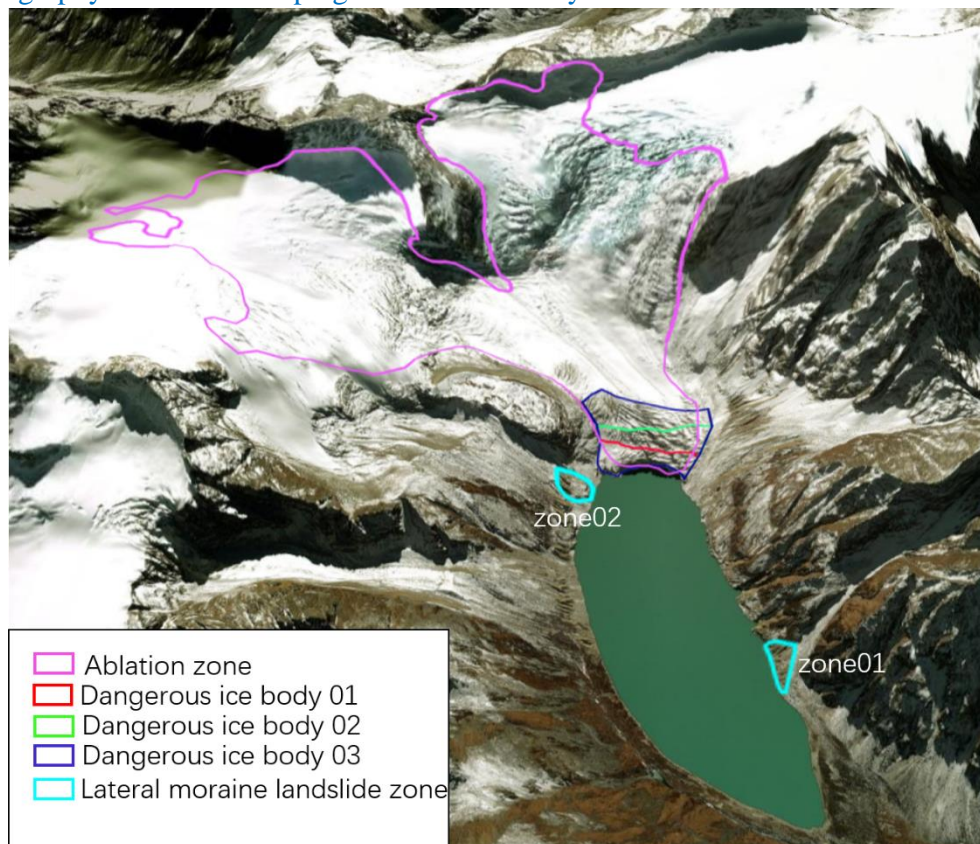 zone02
zone01
Ablation zone
Dangerous ice body 01
Dangerous ice body 02
Dangerous ice body 03
Lateral moraine landslide zone